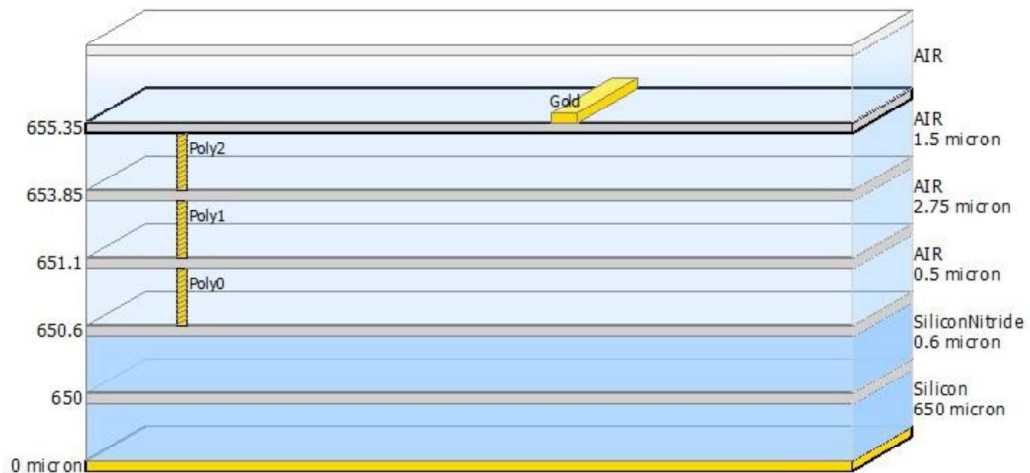 AIR
Gold
655.35
AIR
1.5 micron
Poly2
653.85
AIR
2.75 micron
Poly1
651.1
AIR
0.5 micron
Poly0
650.6
SiliconNitride
0.6 micron
650
Silicon
650 micron
0 micron